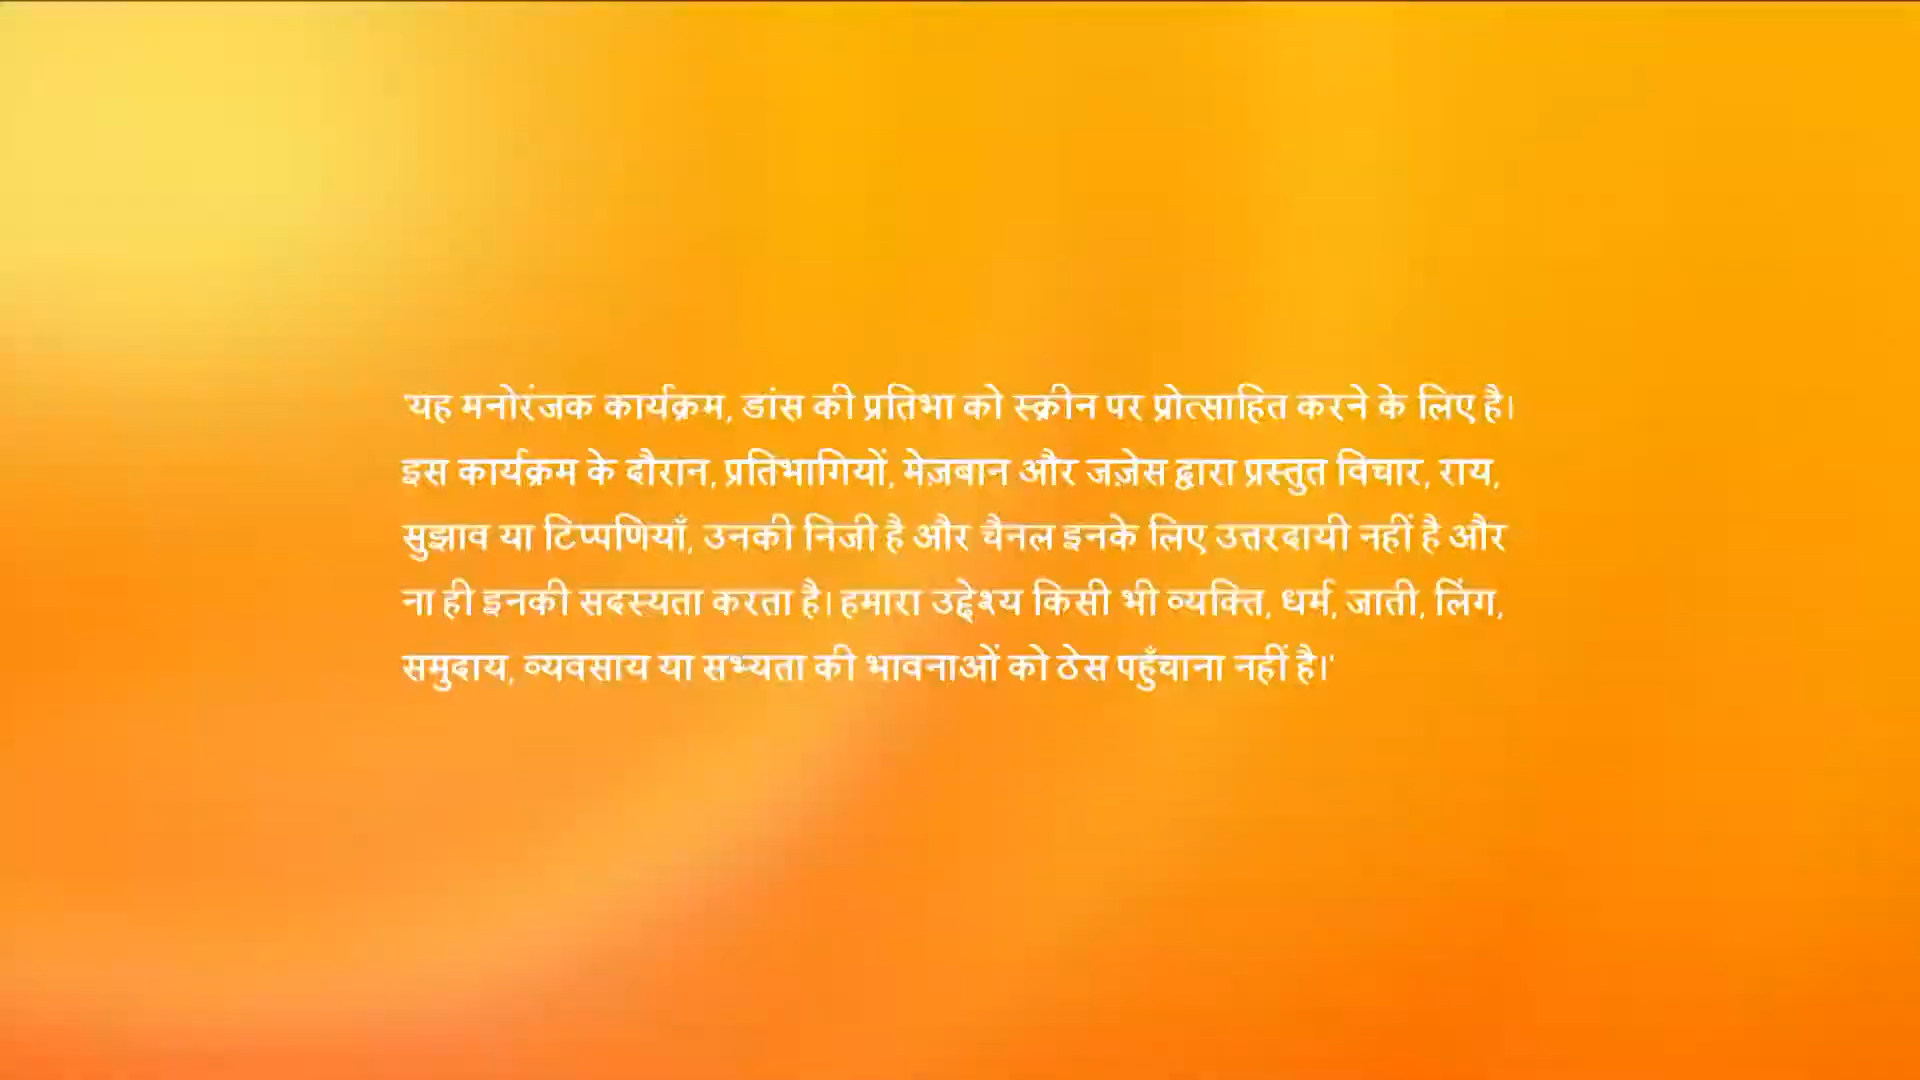 'यह मनोरंजक कार्यक्रम, डांस की प्रतिभा को स्क्रीन पर प्रोत्साहित करने के लिए है।
इस कार्यक्रम के दौरान, प्रतिभागियों, मेज़बान और जज़ेस द्वारा प्रस्तुत विचार, राय,
सुझाव या टिप्पणियाँ, उनकी निजी है और चैनल इनके लिए उत्तरदायी नहीं है और
ना ही इनकी सदस्यता करता है। हमारा उद्देश्य किसी भी व्यक्ति, धर्म, जाती, लिंग,
समुदाय, व्यवसाय या सभ्यता की भावनाओं को ठेस पहुँचाना नहीं है।'